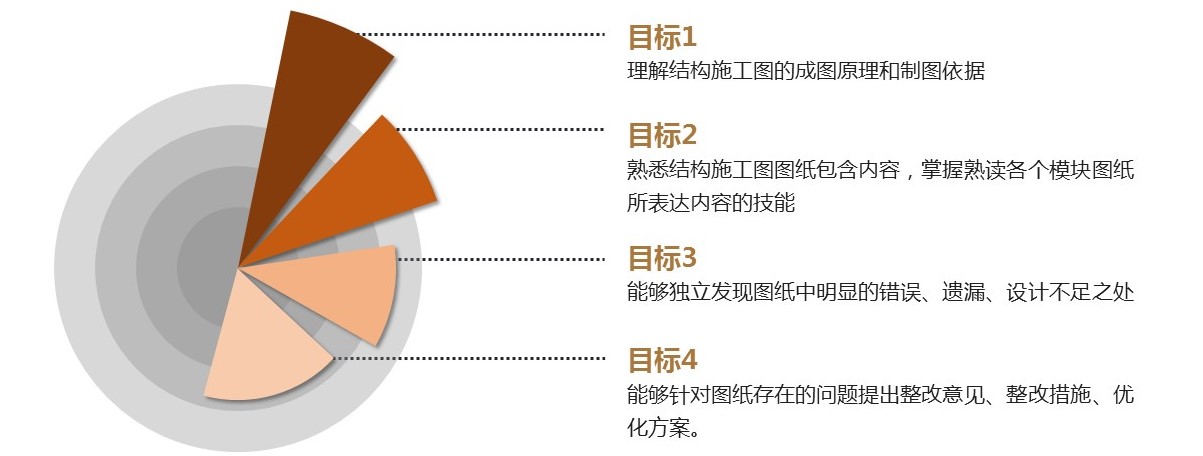 目标1
理解结构施工图的成图原理和制图依据
目标2
熟悉结构施工图图纸包含内容，掌握熟读各个模块图纸
所表达内容的技能
目标3
能够独立发现图纸中明显的错误、遗漏、设计不足之处
目标4
能够针对图纸存在的问题提出整改意见、整改措施、优
化方案。